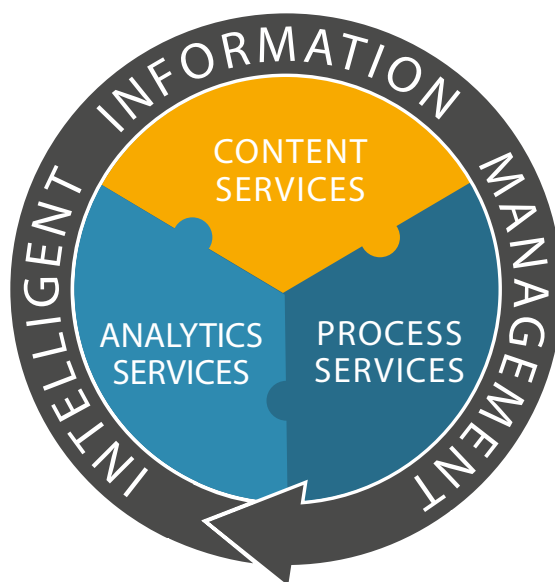 INTELLIGENT INFORMATION MANAGEMENT
CONTENT
SERVICES
ANALYTICS
SERVICES
PROCESS
SERVICES